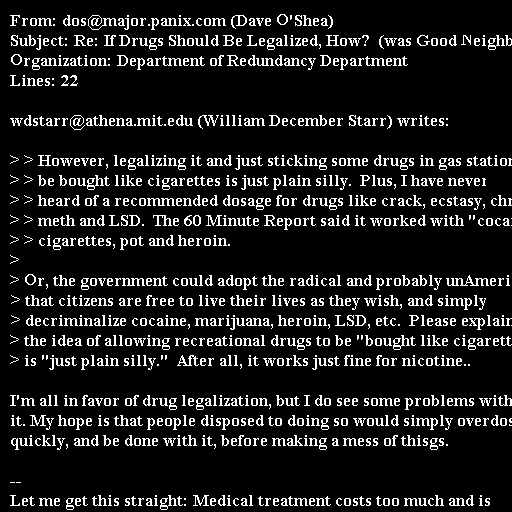 From: dos@major.panix.com (Dave O'Shea)
Subject: Re: If Drugs Should Be Legalized, How?  (was Good Neighb
Organization: Department of Redundancy Department
Lines: 22

wdstarr@athena.mit.edu (William December Starr) writes:

> > However, legalizing it and just sticking some drugs in gas station
> > be bought like cigarettes is just plain silly.  Plus, I have never
> > heard of a recommended dosage for drugs like crack, ecstasy, chr
> > meth and LSD.  The 60 Minute Report said it worked with "coca
> > cigarettes, pot and heroin.
>
> Or, the government could adopt the radical and probably unAmeri
> that citizens are free to live their lives as they wish, and simply
> decriminalize cocaine, marijuana, heroin, LSD, etc.  Please explain
> the idea of allowing recreational drugs to be "bought like cigarett
> is "just plain silly."  After all, it works just fine for nicotine..

I'm all in favor of drug legalization, but I do see some problems with
it. My hope is that people disposed to doing so would simply overdos
quickly, and be done with it, before making a mess of thisgs.

--
Let me get this straight: Medical treatment costs too much and is